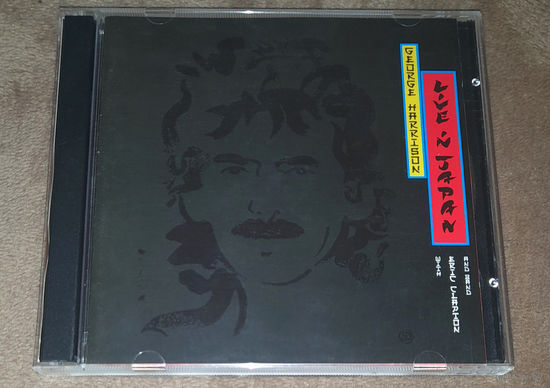 GEORGE HARRISON
LIVE IN JAPAN
WITH
ERIC CLAPTON
AND BAND